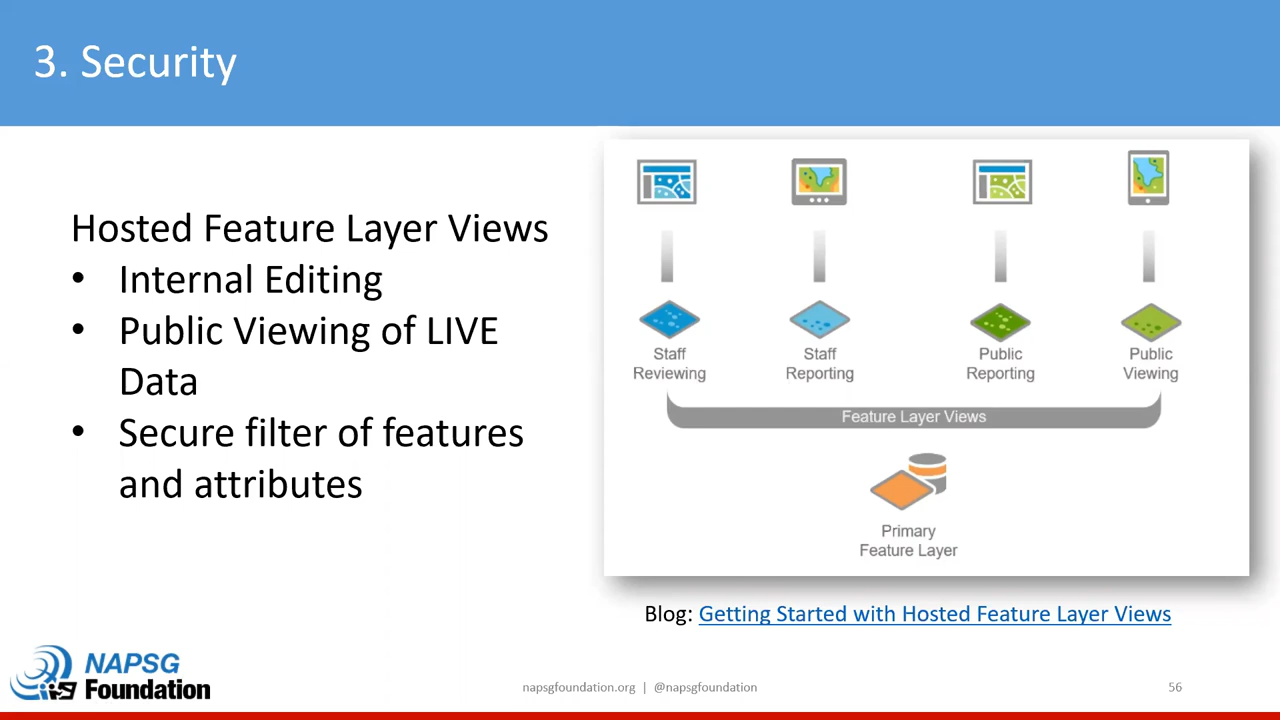 3. Security
Hosted Feature Layer Views
• Internal Editing
• Public Viewing of LIVE
Data
• Secure filter of features
and attributes
Staff
Reviewing
Staff
Reporting
Public
Reporting
Public
Viewing
Feature Layer Views
Primary
Feature Layer
Blog: Getting Started with Hosted Feature Layer Views
NAPSG
Foundation
napsgfoundation.org | @napsgfoundation
56